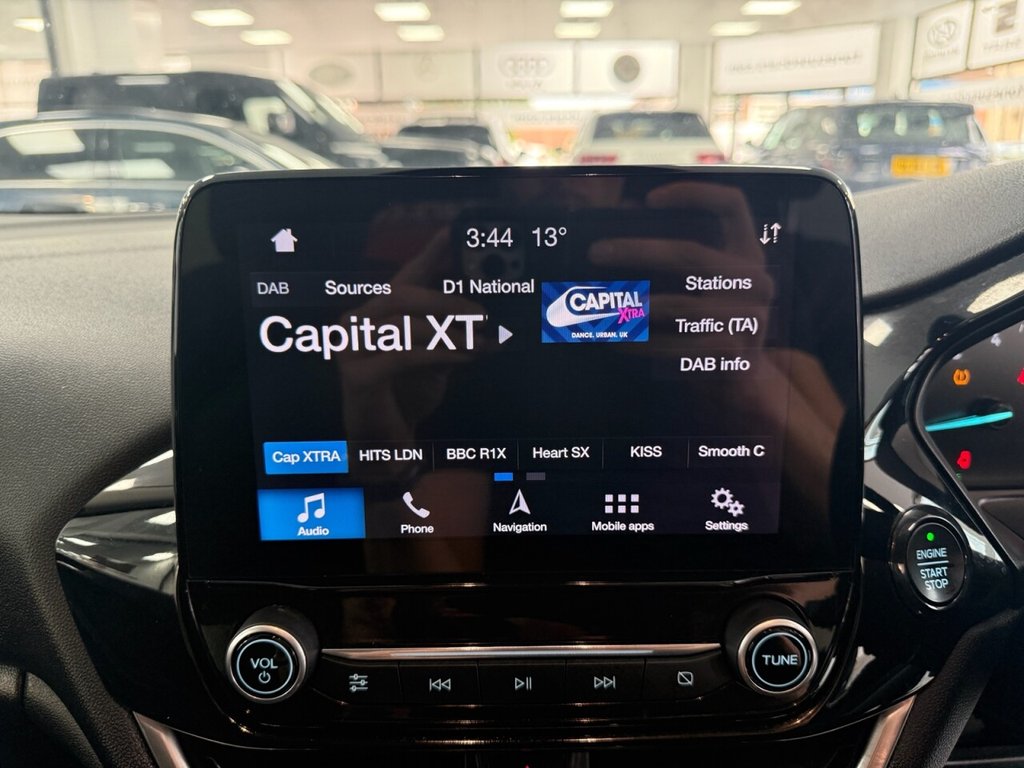 3:44 13°
DAB Sources D1 National Stations
Capital XT
CAPITAL
XTRA
DANCE. URBAN. UK
Traffic (TA)
DAB info
Cap XTRA HITS LDN BBC R1X Heart SX KISS Smooth C
Audio Phone Navigation Mobile apps Settings
VOL
TUNE
ENGINE
START
STOP
4